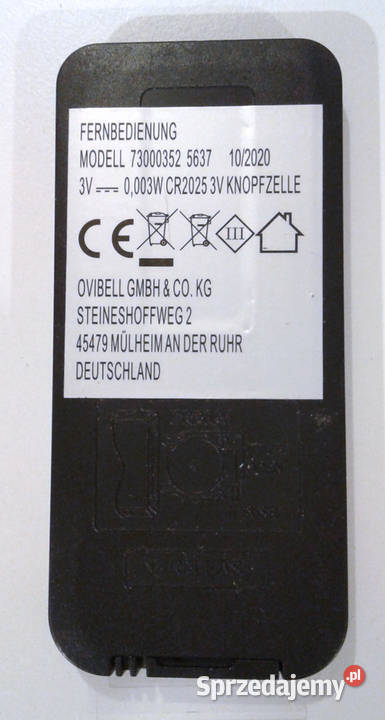 FERNBEDIENUNG
MODELL 73000352 5637 10/2020
3V 0,003W CR2025 3V KNOPFZELLE
CE III
OVIBELL GMBH & CO. KG
STEINESHOFFWEG 2
45479 MÜLHEIM AN DER RUHR
DEUTSCHLAND
Sprzedajemy.pl